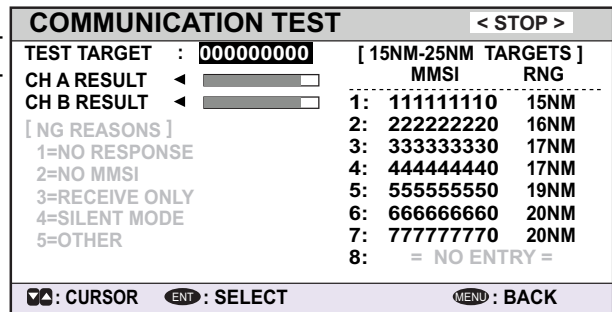 COMMUNICATION TEST < STOP >
TEST TARGET : 000000000
CH A RESULT ◄
CH B RESULT ◄
[ NG REASONS ]
1=NO RESPONSE
2=NO MMSI
3=RECEIVE ONLY
4=SILENT MODE
5=OTHER
[ 15NM-25NM TARGETS ]
MMSI RNG
1: 111111110 15NM
2: 222222220 16NM
3: 333333330 17NM
4: 444444440 17NM
5: 555555550 19NM
6: 666666660 20NM
7: 777777770 20NM
8: = NO ENTRY =
▼▲: CURSOR ENT: SELECT MENU: BACK